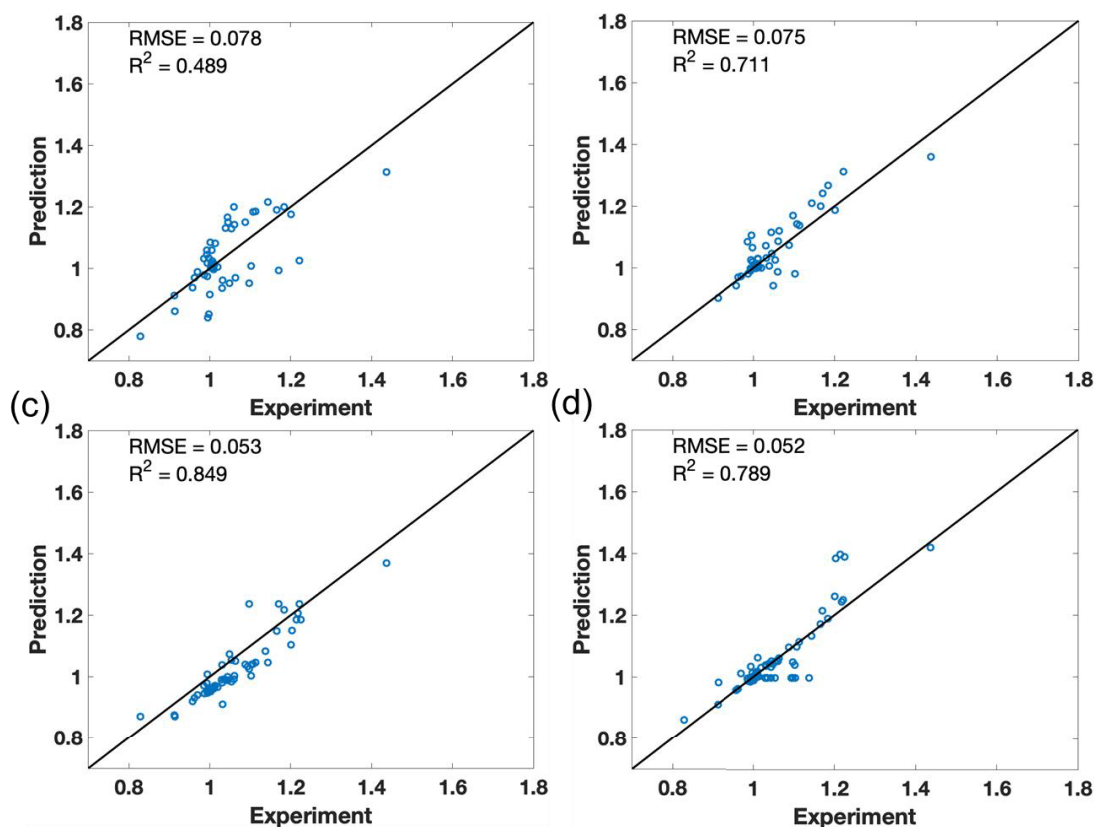 RMSE = 0.078
R² = 0.489
1.8
1.6
1.4
1.2
1
0.8
Prediction
0.8 1 1.2 1.4 1.6 1.8
Experiment
RMSE = 0.075
R² = 0.711
1.8
1.6
1.4
1.2
1
0.8
Prediction
0.8 1 1.2 1.4 1.6 1.8
Experiment
(c)
RMSE = 0.053
R² = 0.849
1.8
1.6
1.4
1.2
1
0.8
Prediction
0.8 1 1.2 1.4 1.6 1.8
Experiment
(d)
RMSE = 0.052
R² = 0.789
1.8
1.6
1.4
1.2
1
0.8
Prediction
0.8 1 1.2 1.4 1.6 1.8
Experiment